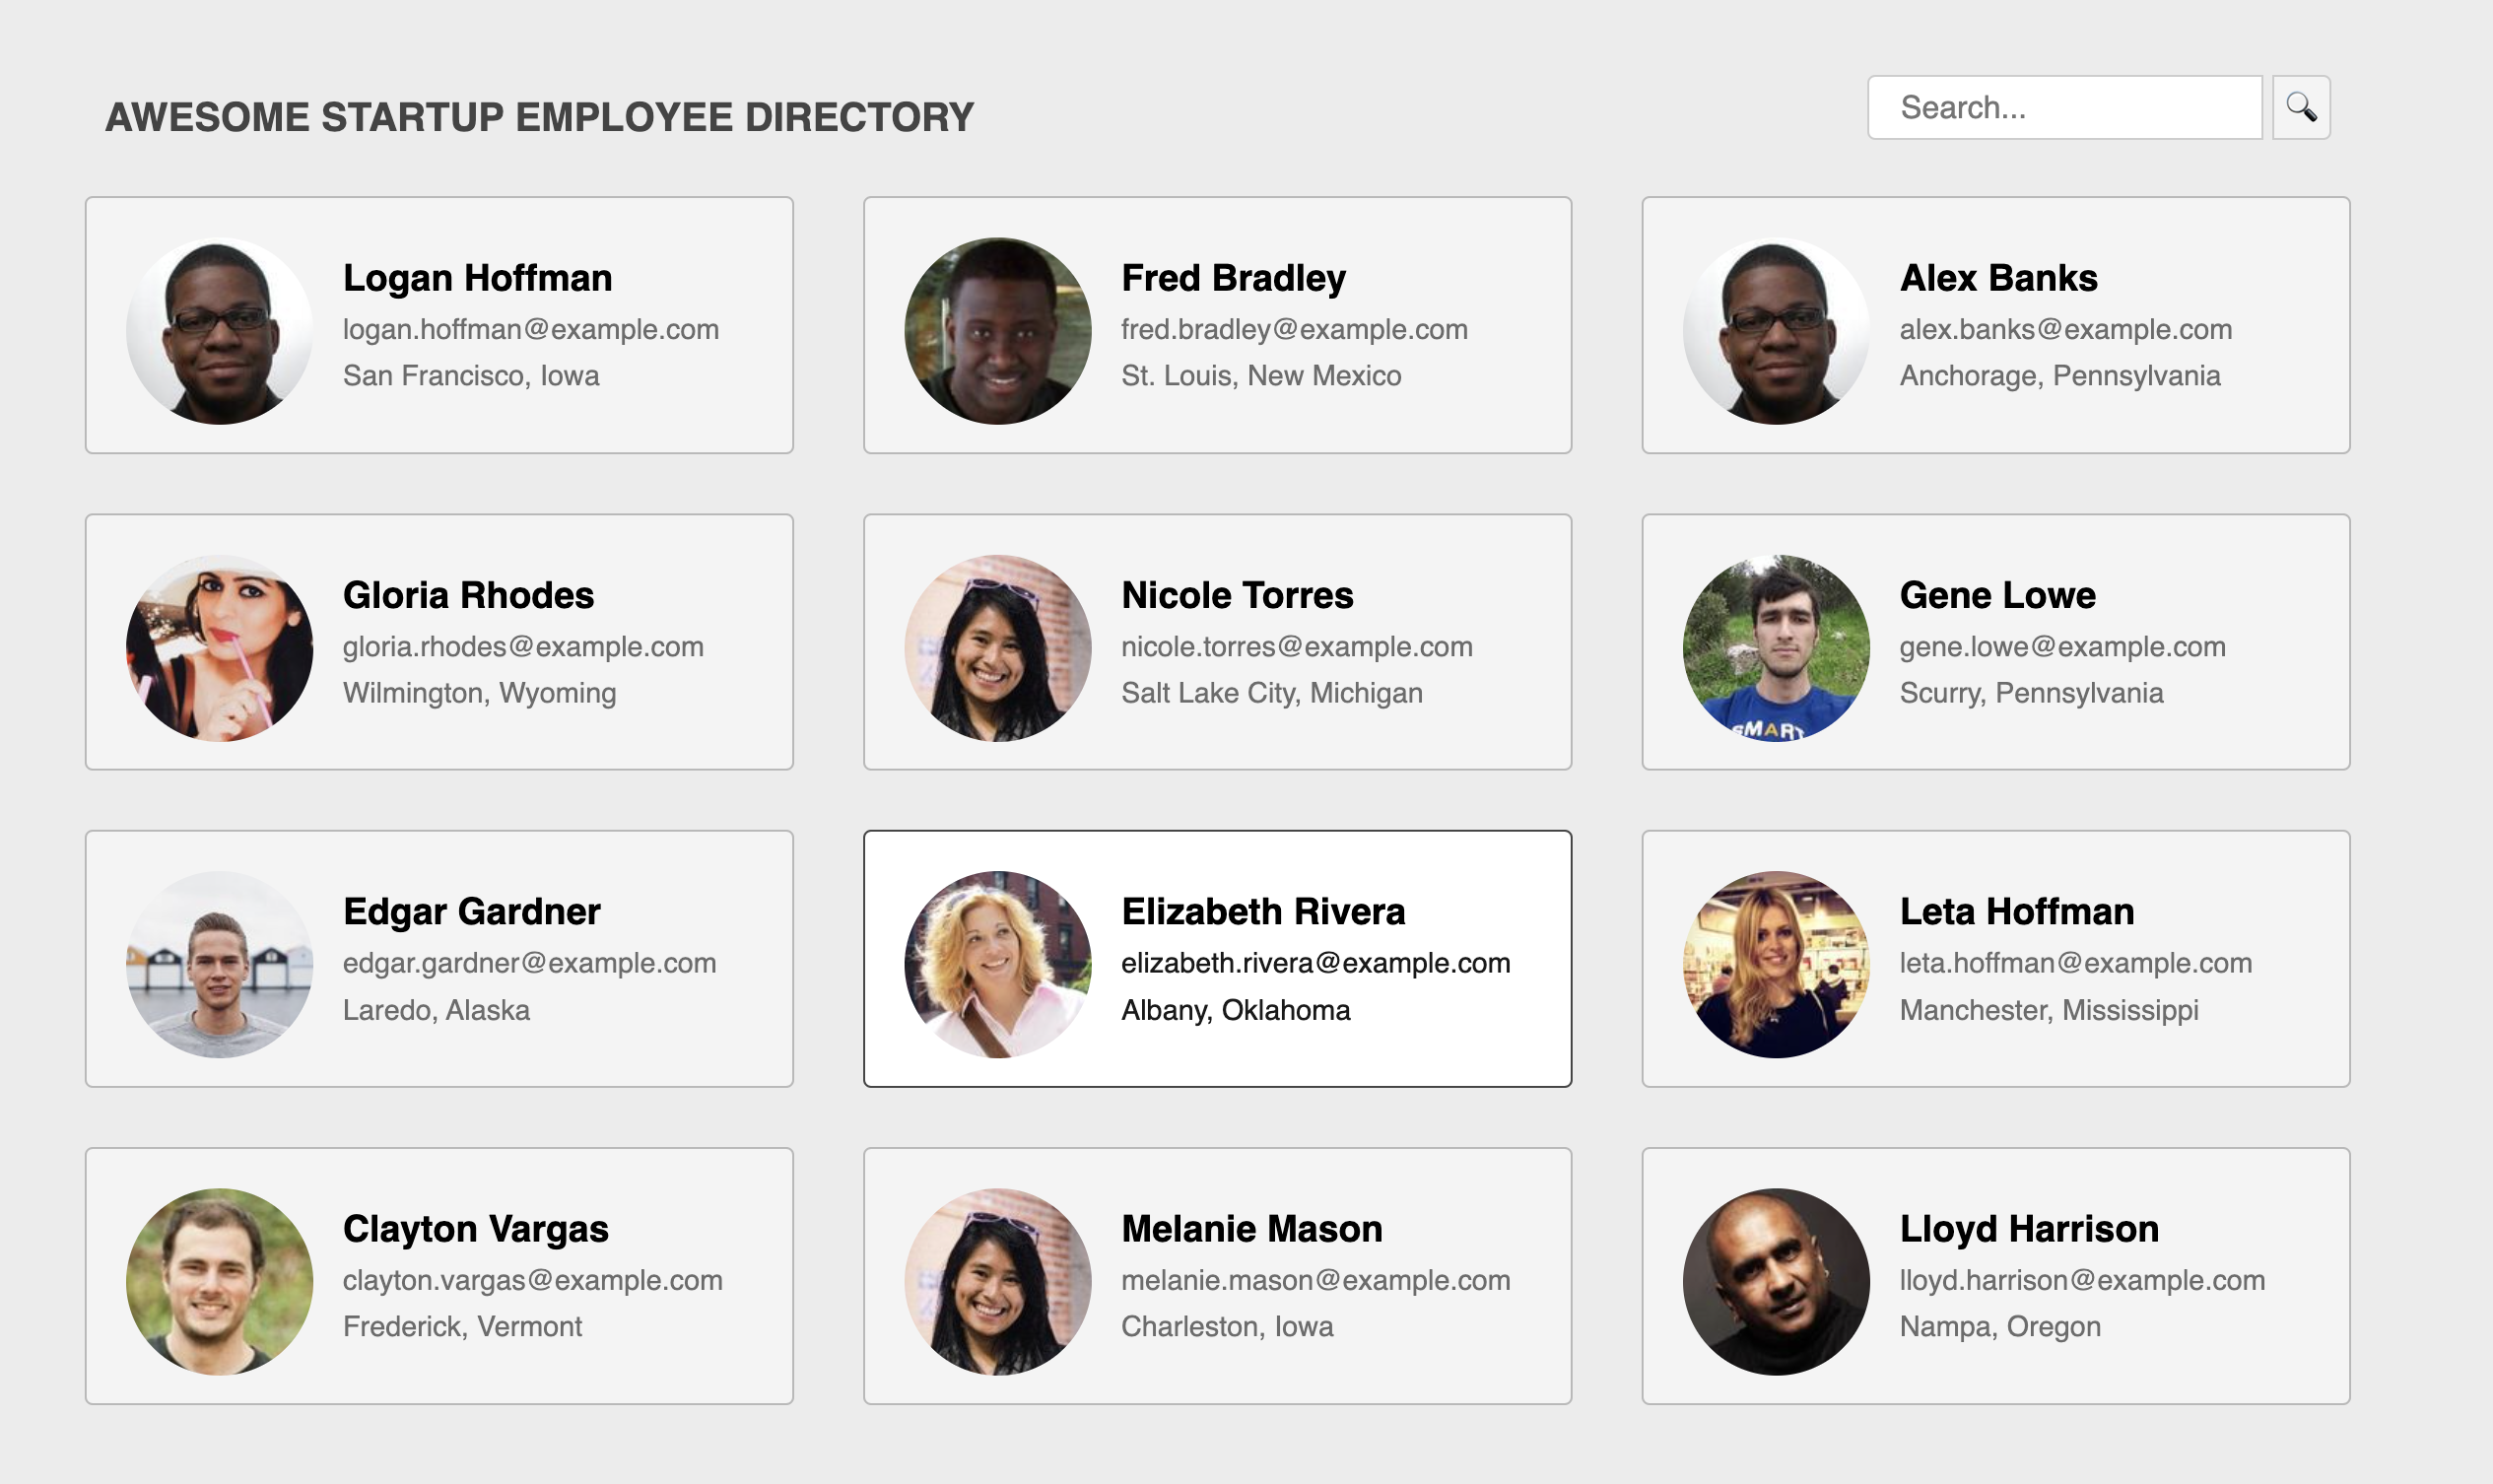 AWESOME STARTUP EMPLOYEE DIRECTORY
Search...
Logan Hoffman
logan.hoffman@example.com
San Francisco, Iowa
Fred Bradley
fred.bradley@example.com
St. Louis, New Mexico
Alex Banks
alex.banks@example.com
Anchorage, Pennsylvania
Gloria Rhodes
gloria.rhodes@example.com
Wilmington, Wyoming
Nicole Torres
nicole.torres@example.com
Salt Lake City, Michigan
Gene Lowe
gene.lowe@example.com
Scurry, Pennsylvania
SMART
Edgar Gardner
edgar.gardner@example.com
Laredo, Alaska
Elizabeth Rivera
elizabeth.rivera@example.com
Albany, Oklahoma
Leta Hoffman
leta.hoffman@example.com
Manchester, Mississippi
Clayton Vargas
clayton.vargas@example.com
Frederick, Vermont
Melanie Mason
melanie.mason@example.com
Charleston, Iowa
Lloyd Harrison
lloyd.harrison@example.com
Nampa, Oregon